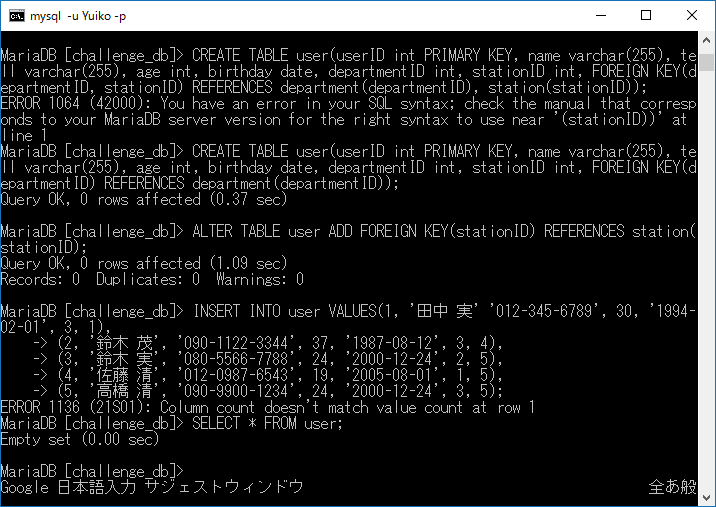 mysql -u Yuiko -p
MariaDB [challenge_db]> CREATE TABLE user(userID int PRIMARY KEY, name varchar(255), te
ll varchar(255), age int, birthday date, departmentID int, stationID int, FOREIGN KEY(d
epartmentID, stationID) REFERENCES department(departmentID), station(stationID));
ERROR 1064 (42000): You have an error in your SQL syntax; check the manual that corresp
onds to your MariaDB server version for the right syntax to use near '(stationID))' at
line 1
MariaDB [challenge_db]> CREATE TABLE user(userID int PRIMARY KEY, name varchar(255), te
ll varchar(255), age int, birthday date, departmentID int, stationID int, FOREIGN KEY(d
epartmentID) REFERENCES department(departmentID));
Query OK, 0 rows affected (0.37 sec)
MariaDB [challenge_db]> ALTER TABLE user ADD FOREIGN KEY(stationID) REFERENCES station(
stationID);
Query OK, 0 rows affected (1.09 sec)
Records: 0  Duplicates: 0  Warnings: 0
MariaDB [challenge_db]> INSERT INTO user VALUES(1, '田中 実' '012-345-6789', 30, '1994-
02-01', 3, 1),
-> (2, '鈴木 茂', '090-1122-3344', 37, '1987-08-12', 3, 4),
-> (3, '鈴木 実', '080-5566-7788', 24, '2000-12-24', 2, 5),
-> (4, '佐藤 清', '012-0987-6543', 19, '2005-08-01', 1, 5),
-> (5, '高橋 清', '090-9900-1234', 24, '2000-12-24', 3, 5);
ERROR 1136 (21S01): Column count doesn't match value count at row 1
MariaDB [challenge_db]> SELECT * FROM user;
Empty set (0.00 sec)
MariaDB [challenge_db]>
Google 日本語入力 サジェストウィンドウ 全あ般